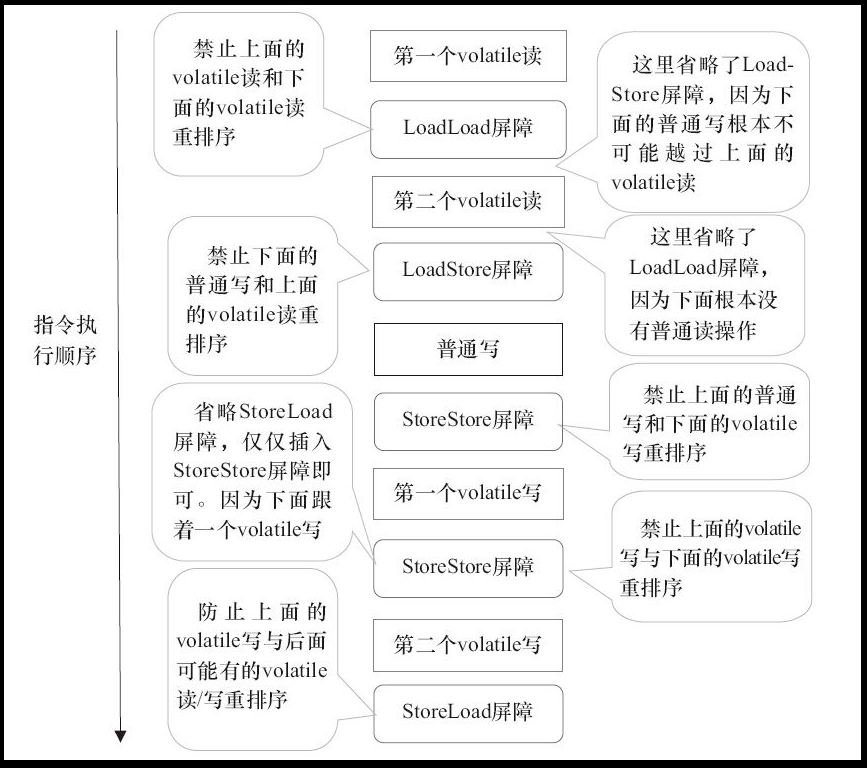 禁止上面的
volatile读和下
面的volatile读
重排序
第一个volatile读
LoadLoad屏障
这里省略了Load-
Store屏障，因为下
面的普通写根本不
可能越过上面的
volatile读
第二个volatile读
禁止下面的
普通写和上面
的volatile读重
排序
LoadStore屏障
这里省略了
LoadLoad屏障，
因为下面根本没
有普通读操作
指令执
行顺序
普通写
省略StoreLoad
屏障，仅仅插入
StoreStore屏障即
可。因为下面跟
着一个volatile写
StoreStore屏障
禁止上面的普通
写和下面的volatile
写重排序
第一个volatile写
StoreStore屏障
禁止上面的volatile
写与下面的volatile写
重排序
防止上面的
volatile写与后面
可能有的volatile
读/写重排序
第二个volatile写
StoreLoad屏障